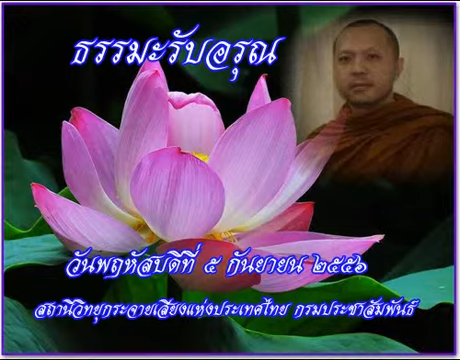 ธรรมะรับอรุณ
วันพฤหัสบดีที่ ๕ กันยายน ๒๕๕๖
สถานีวิทยุกระจายเสียงแห่งประเทศไทย กรมประชาสัมพันธ์